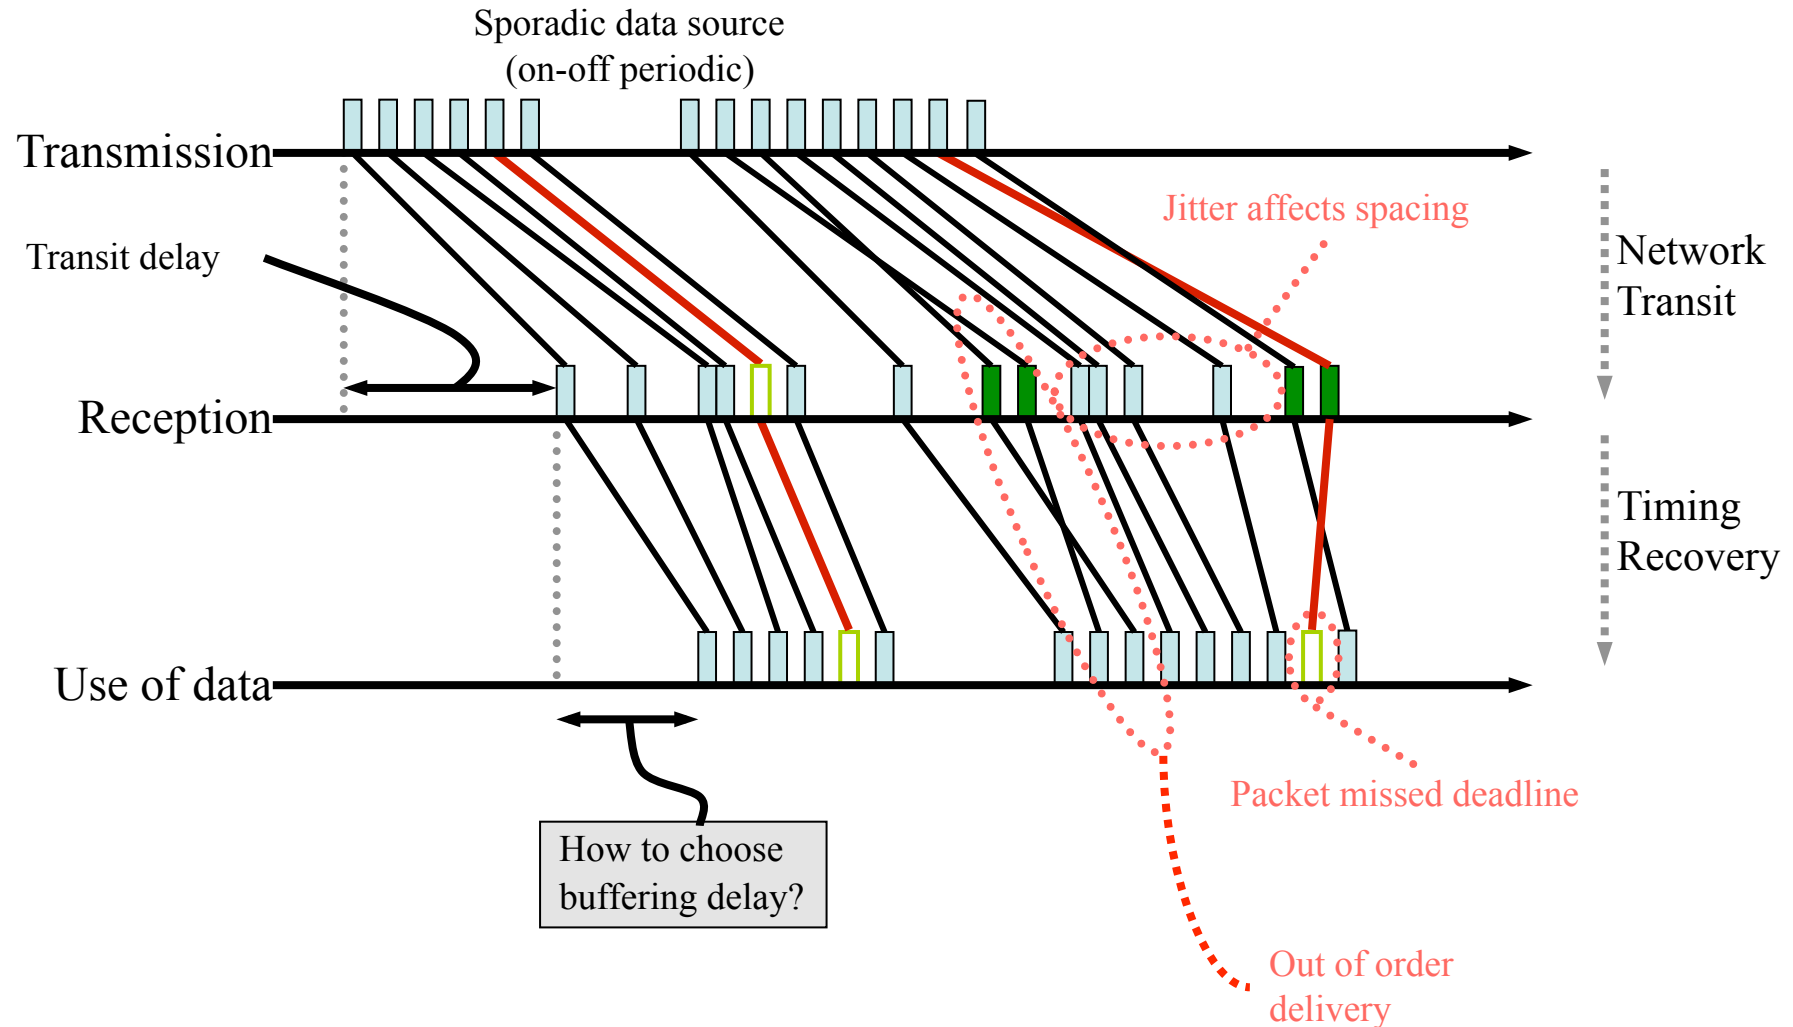 Sporadic data source
(on-off periodic)
Transmission
Jitter affects spacing
Transit delay
Network
Transit
Reception
Timing
Recovery
Use of data
Packet missed deadline
How to choose
buffering delay?
Out of order
delivery